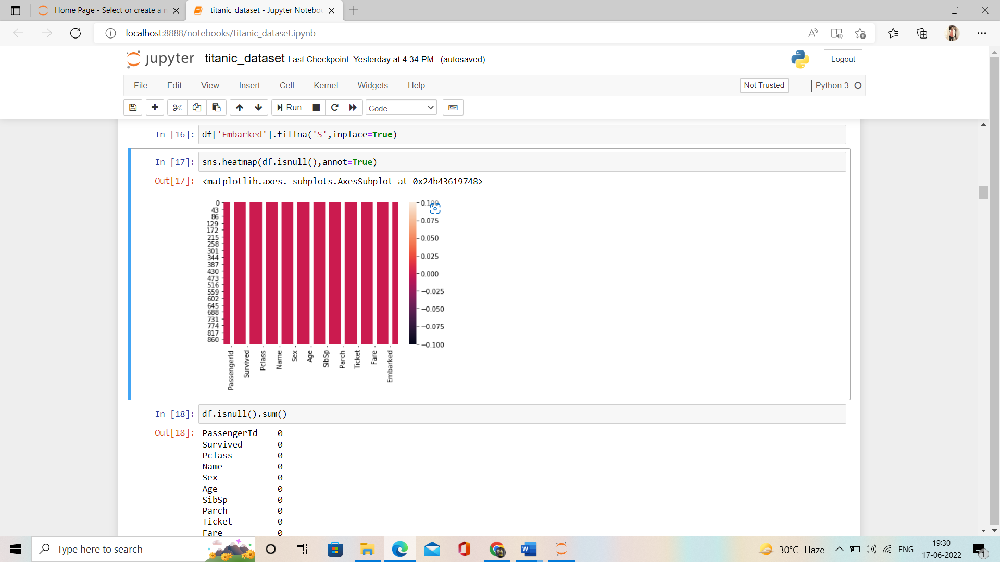 Home Page - Select or create a n
titanic_dataset - Jupyter Notebo
localhost:8888/notebooks/titanic_dataset.ipynb
jupyter titanic_dataset Last Checkpoint: Yesterday at 4:34 PM (autosaved)
Logout
File Edit View Insert Cell Kernel Widgets Help
Not Trusted
Python 3
Run
Code
In [16]: df['Embarked'].fillna('S',inplace=True)
In [17]: sns.heatmap(df.isnull(),annot=True)
Out[17]: <matplotlib.axes._subplots.AxesSubplot at 0x24b43619748>
0
43
86
129
172
215
258
301
344
387
430
473
516
559
602
645
688
731
774
817
860
PassengerId
Survived
Pclass
Name
Sex
Age
SibSp
Parch
Ticket
Fare
Embarked
0.100
0.075
0.050
0.025
0.000
−0.025
−0.050
−0.075
−0.100
In [18]: df.isnull().sum()
Out[18]: PassengerId 0
Survived 0
Pclass 0
Name 0
Sex 0
Age 0
SibSp 0
Parch 0
Ticket 0
Fare 0
Type here to search
30°C Haze
ENG
19:30
17-06-2022
1